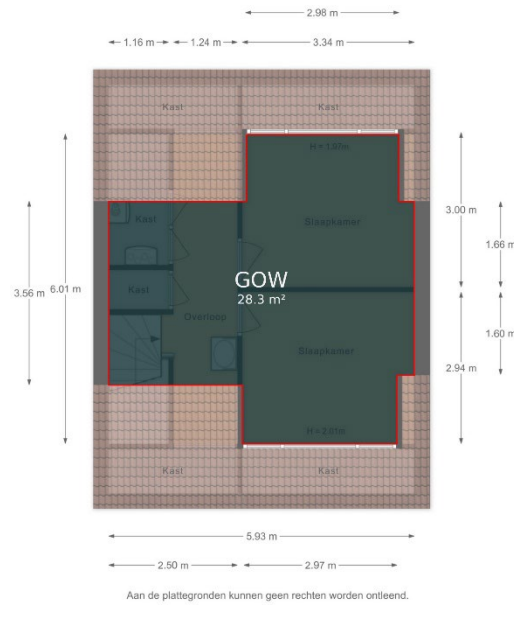 2.98 m
1.16 m 1.24 m 3.34 m
Kast Kast
H = 1.97m
Kast Slaapkamer
3.00 m
1.66 m
GOW
28.3 m²
Kast
3.56 m 6.01 m
Overloop
1.60 m
Slaapkamer
2.94 m
H = 2.01m
Kast Kast
5.93 m
2.50 m 2.97 m
Aan de plattegronden kunnen geen rechten worden ontleend.